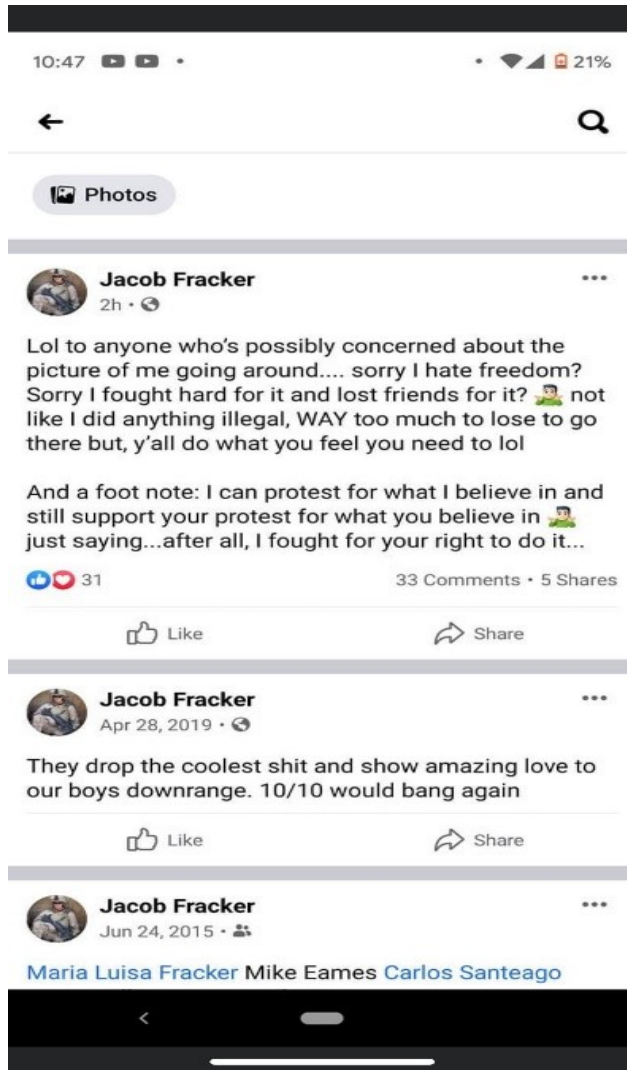 10:47
21%
Photos
Jacob Fracker
2h
Lol to anyone who's possibly concerned about the
picture of me going around.... sorry I hate freedom?
Sorry I fought hard for it and lost friends for it? 🤷🏻‍♂️ not
like I did anything illegal, WAY too much to lose to go
there but, y'all do what you feel you need to lol
And a foot note: I can protest for what I believe in and
still support your protest for what you believe in 🤷🏻‍♂️
just saying...after all, I fought for your right to do it...
31
33 Comments • 5 Shares
Like
Share
Jacob Fracker
Apr 28, 2019
They drop the coolest shit and show amazing love to
our boys downrange. 10/10 would bang again
Like
Share
Jacob Fracker
Jun 24, 2015
Maria Luisa Fracker Mike Eames Carlos Santeago